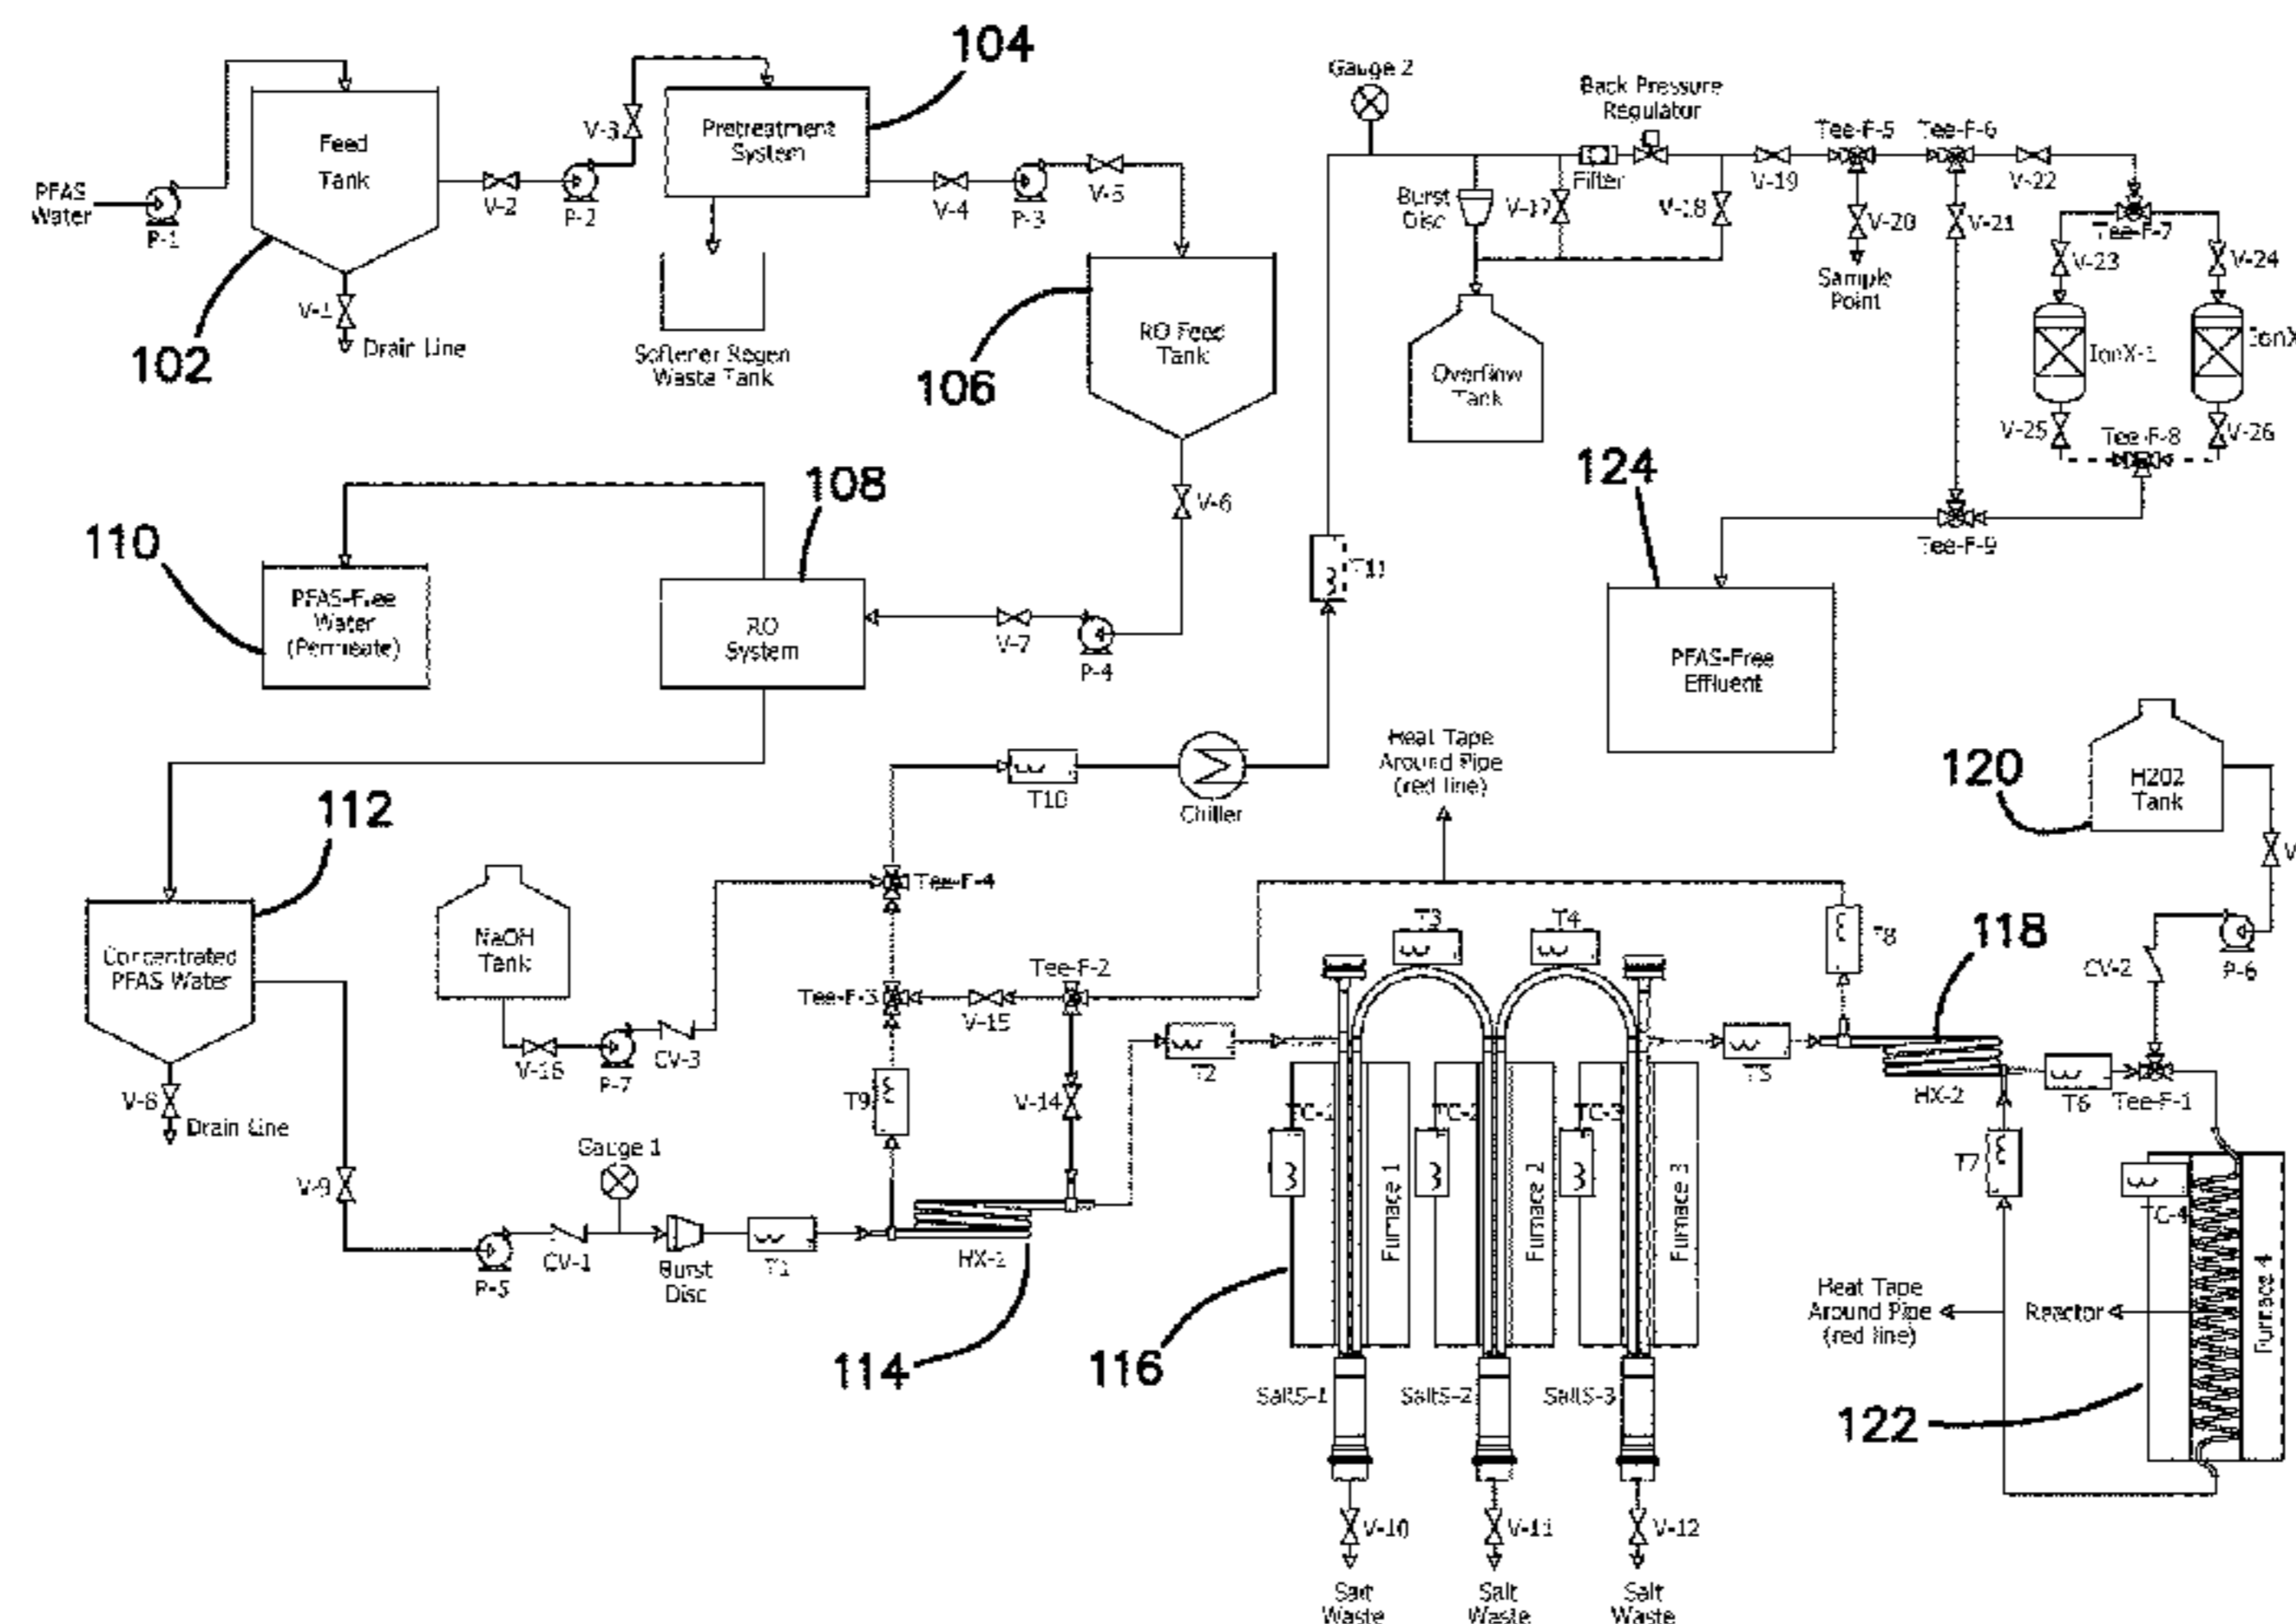 104
Gauge 2
Back Pressure
Regulator
Tee-F-5
Tee-F-6
Feed
Tank
V-3
Pretreatment
System
PFAS
Water
P-1
V-2
P-2
V-4
P-3
V-5
Burst
Disc
V-17
Filter
V-18
V-19
V-20
V-21
V-22
Tee-F-7
V-23
V-24
Sample
Point
V-1
Drain Line
102
Softener Regen
Waste Tank
106
RO Feed
Tank
Overflow
Tank
IonX-1
IonX
V-25
Tee-F-8
V-26
108
V-6
124
110
Tee-F-9
T11
PFAS-Free
Water
(Permeate)
RO
System
V-7
P-4
PFAS-Free
Effluent
Heat Tape
Around Pipe
(red line)
120
H2O2
Tank
T10
Chiller
112
V
Tee-F-4
NaOH
Tank
T3
T4
T8
118
CV-2
P-6
Concentrated
PFAS Water
Tee-F-3
Tee-F-2
V-15
V-16
P-7
CV-3
T2
T5
HX-2
T6
Tee-F-1
V-8
Drain Line
T9
V-14
TC-1
TC-2
TC-3
Gauge 1
T7
V-9
TC-4
Furnace 1
Furnace 2
Furnace 3
P-5
CV-1
Burst
Disc
T1
Heat Tape
Around Pipe
(red line)
Reactor
Furnace 4
114
116
SaltS-1
SaltS-2
SaltS-3
122
V-10
V-11
V-12
Salt
Waste
Salt
Waste
Salt
Waste